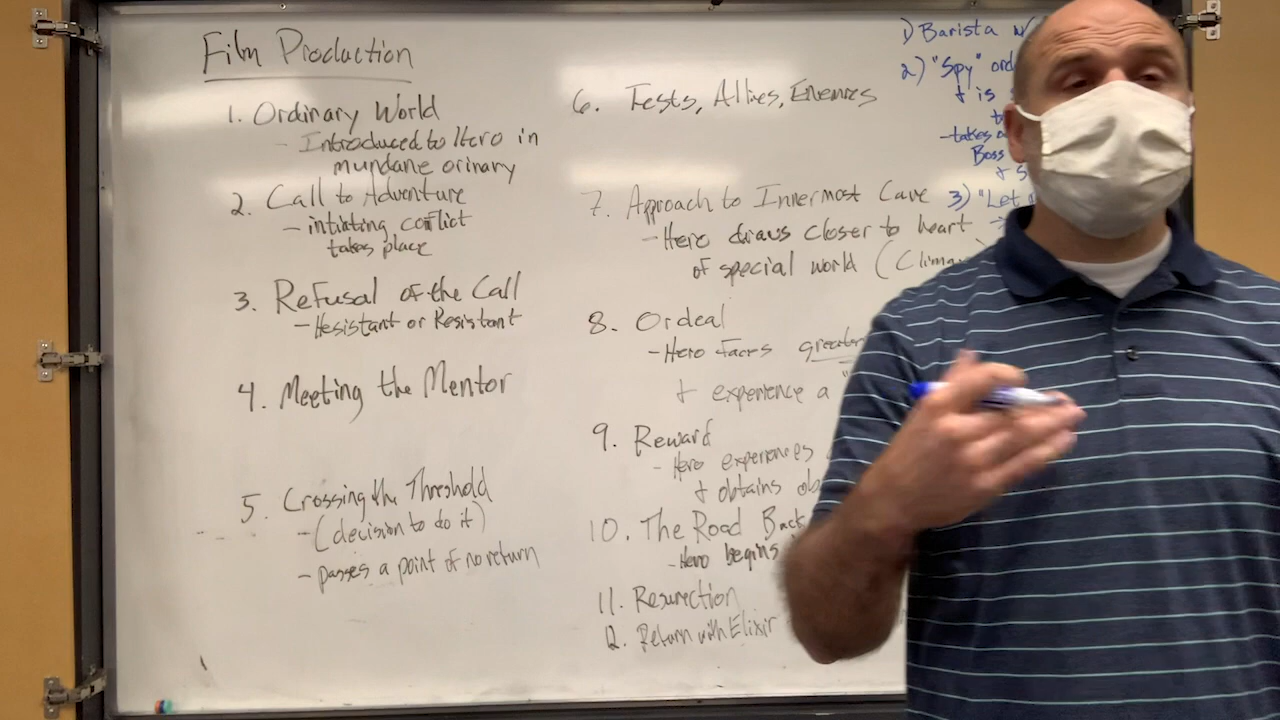 Film Production
1. Ordinary World
- Introduced to Hero in
mundane orinary
2. Call to Adventure
- intiating conflict
takes place
3. Refusal of the Call
- Hesistant or Resistant
4. Meeting the Mentor
5. Crossing the Threshold
- (decision to do it)
- passes a point of no return
6. Tests, Allies, Enemies
7. Approach to Innermost Cave
- Hero draws closer to heart
of special world (Climax)
8. Ordeal
- Hero faces
+ experience a
9. Reward
- Hero experiences
+ obtains
10. The Road Back
- Hero begins
11. Resurrection
12. Return with Elixir
1) Barista
2) "Spy"
+ is
- takes
Boss
+
3) "Let